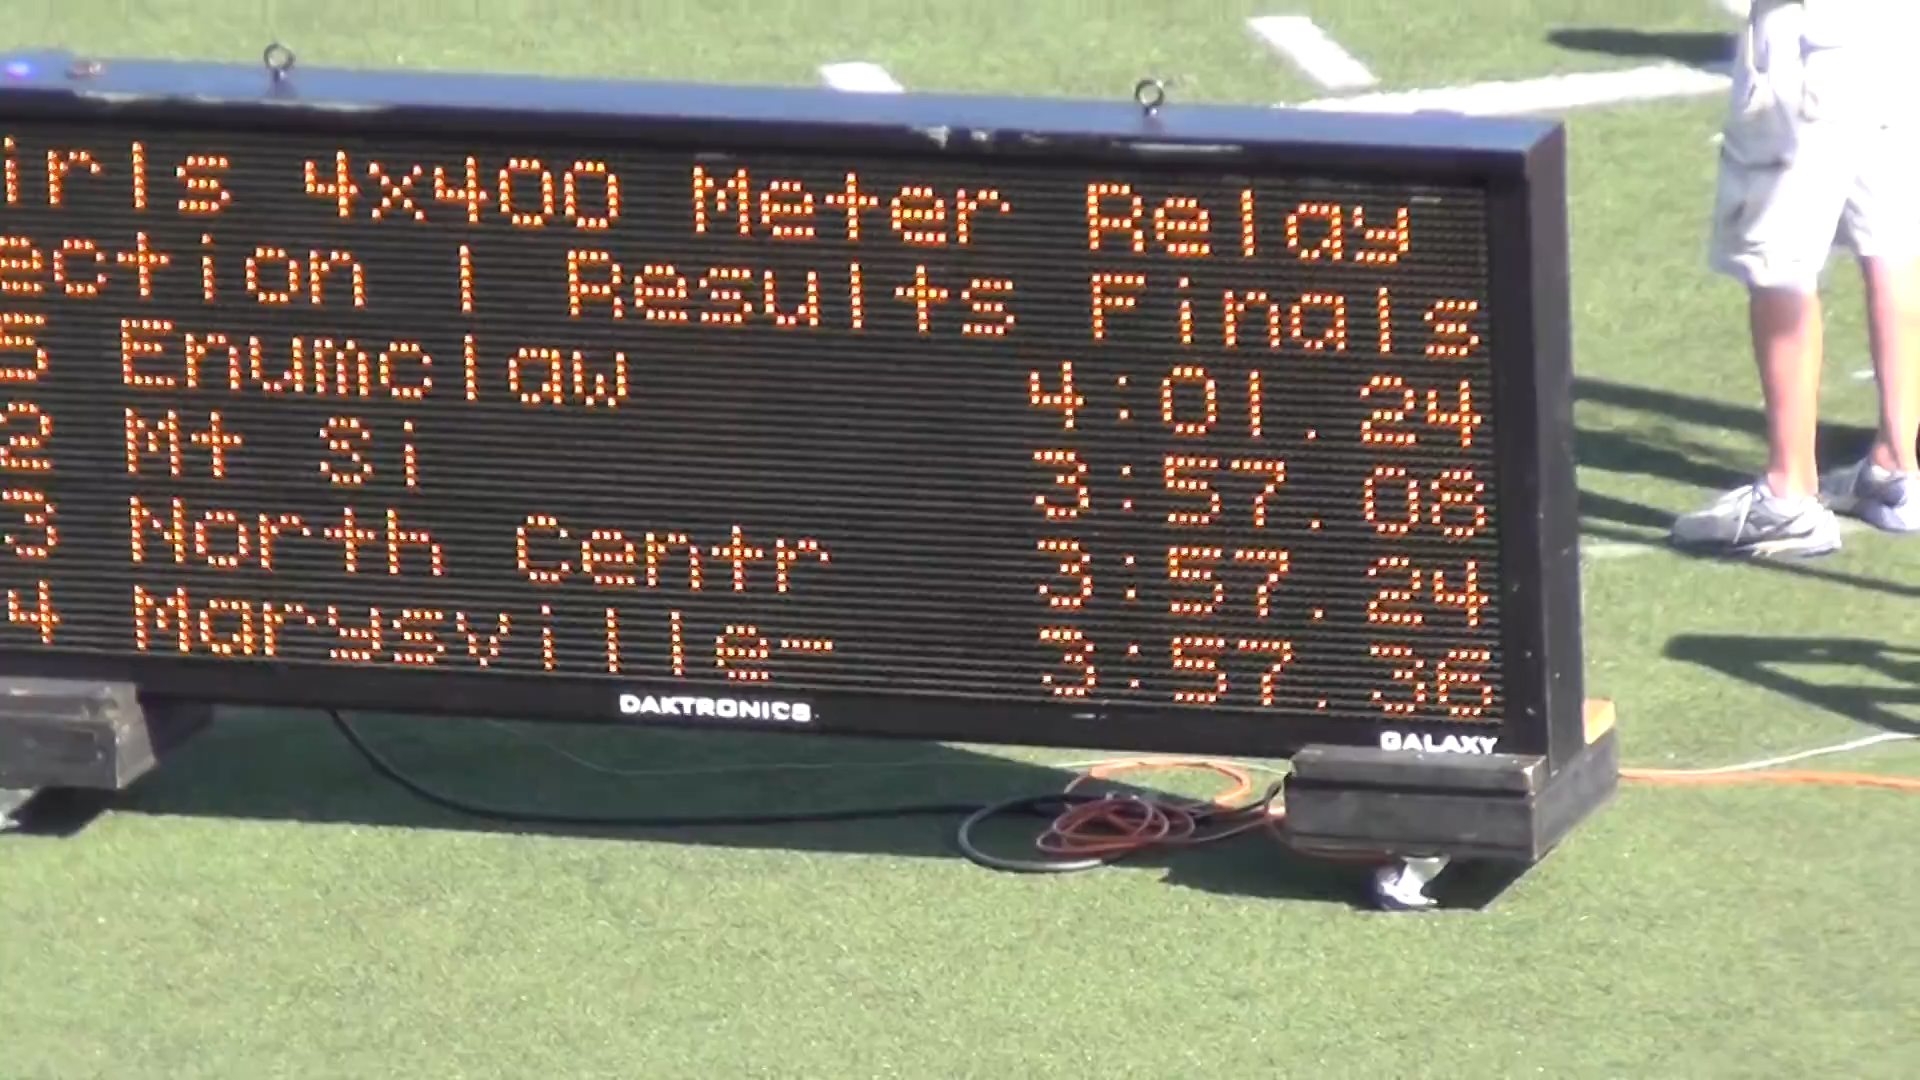 irls 4x400 Meter Relay
ection 1 Results Finals
5 Enumclaw 4:01.24
2 Mt Si 3:57.08
3 North Centr 3:57.24
4 Marysville- 3:57.36
DAKTRONICS
GALAXY